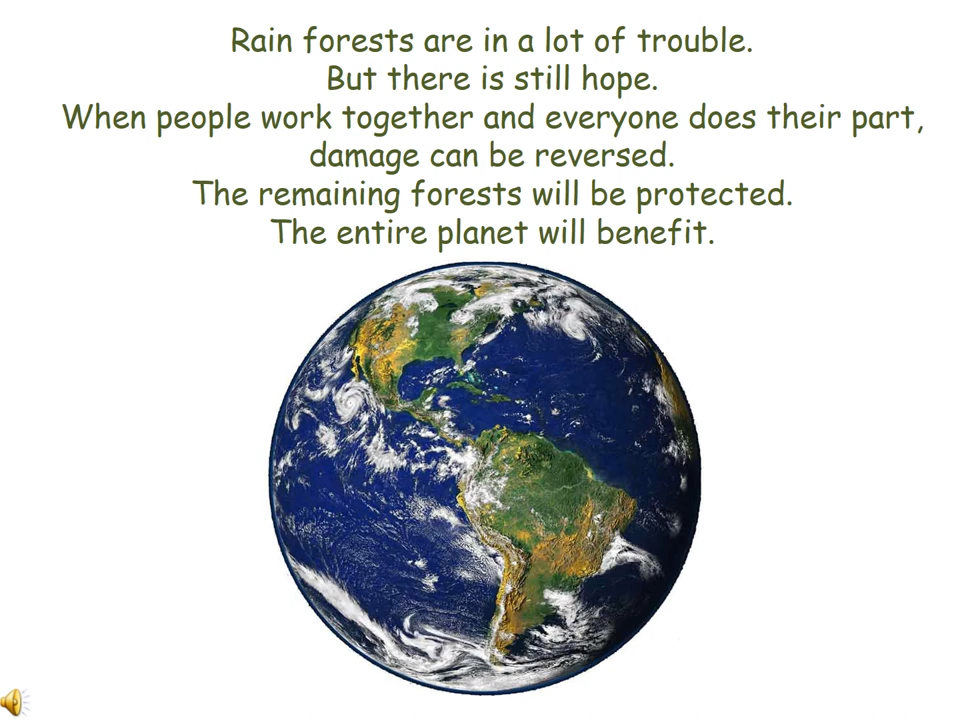 Rain forests are in a lot of trouble.
But there is still hope.
When people work together and everyone does their part,
damage can be reversed.
The remaining forests will be protected.
The entire planet will benefit.